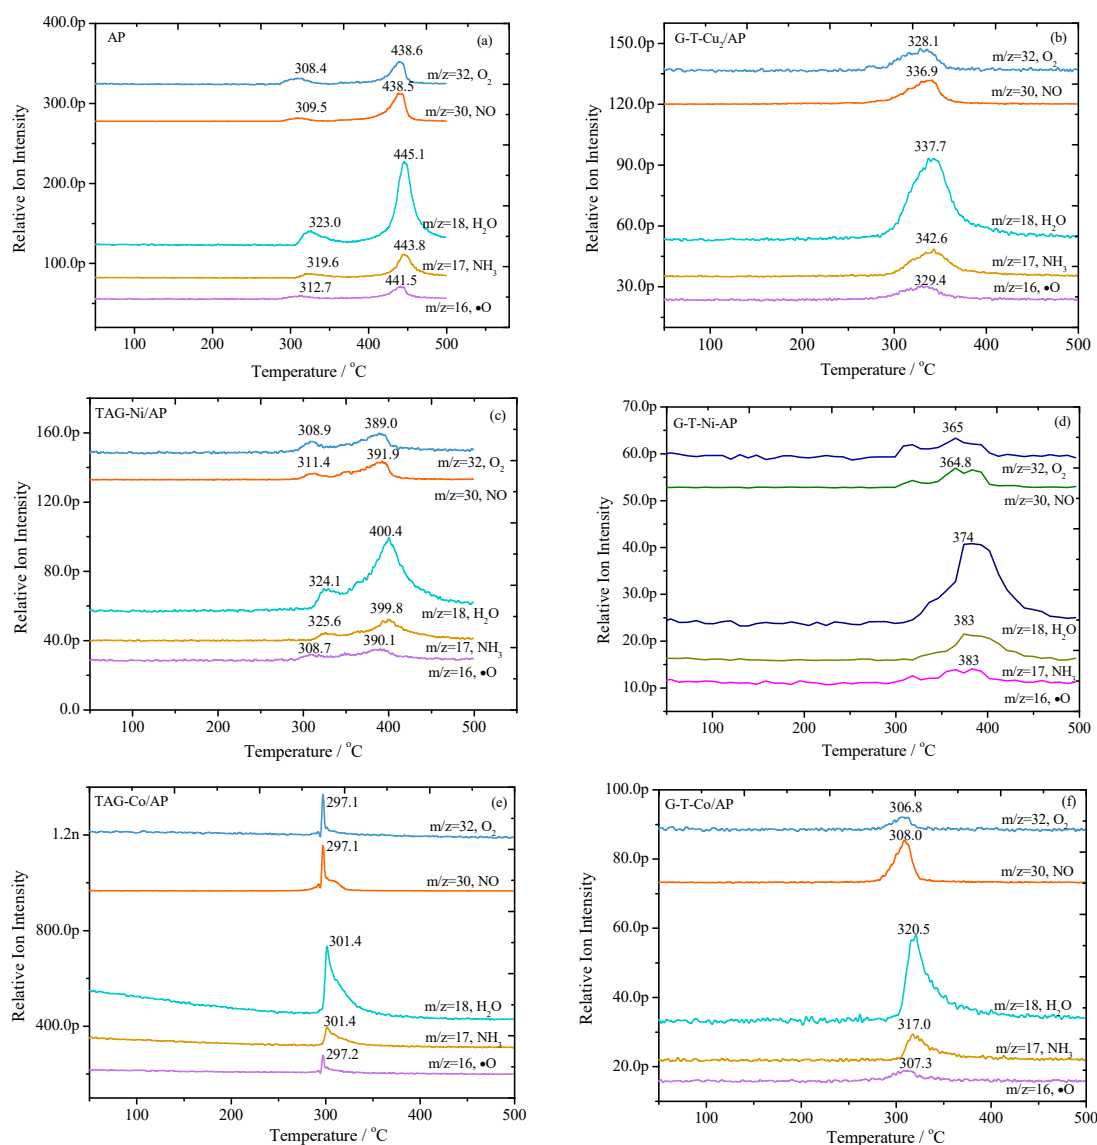 AP
(a)
400.0p
300.0p
200.0p
100.0p
308.4
438.6
m/z=32, O2
438.5
309.5
m/z=30, NO
445.1
323.0
m/z=18, H2O
443.8
319.6
m/z=17, NH3
312.7
441.5
m/z=16, •O
100 200 300 400 500
Temperature / °C
Relative Ion Intensity
G-T-Cu2/AP
(b)
150.0p
120.0p
90.0p
60.0p
30.0p
328.1
m/z=32, O2
336.9
m/z=30, NO
337.7
m/z=18, H2O
342.6
m/z=17, NH3
329.4
m/z=16, •O
100 200 300 400 500
Temperature / °C
Relative Ion Intensity
TAG-Ni/AP
(c)
160.0p
120.0p
80.0p
40.0p
0.0
308.9
389.0
m/z=32, O2
391.9
311.4
m/z=30, NO
400.4
324.1
m/z=18, H2O
399.8
325.6
m/z=17, NH3
308.7
390.1
m/z=16, •O
100 200 300 400 500
Temperature / °C
Relative Ion Intensity
G-T-Ni-AP
(d)
70.0p
60.0p
50.0p
40.0p
30.0p
20.0p
10.0p
365
m/z=32, O2
364.8
m/z=30, NO
374
m/z=18, H2O
383
m/z=17, NH3
383
m/z=16, •O
100 200 300 400 500
Temperature / °C
Relative Ion Intensity
TAG-Co/AP
(e)
1.2n
800.0p
400.0p
297.1
m/z=32, O2
297.1
m/z=30, NO
301.4
m/z=18, H2O
301.4
m/z=17, NH3
297.2
m/z=16, •O
100 200 300 400 500
Temperature / °C
Relative Ion Intensity
G-T-Co/AP
(f)
100.0p
80.0p
60.0p
40.0p
20.0p
306.8
m/z=32, O2
308.0
m/z=30, NO
320.5
m/z=18, H2O
317.0
m/z=17, NH3
307.3
m/z=16, •O
100 200 300 400 500
Temperature / °C
Relative Ion Intensity